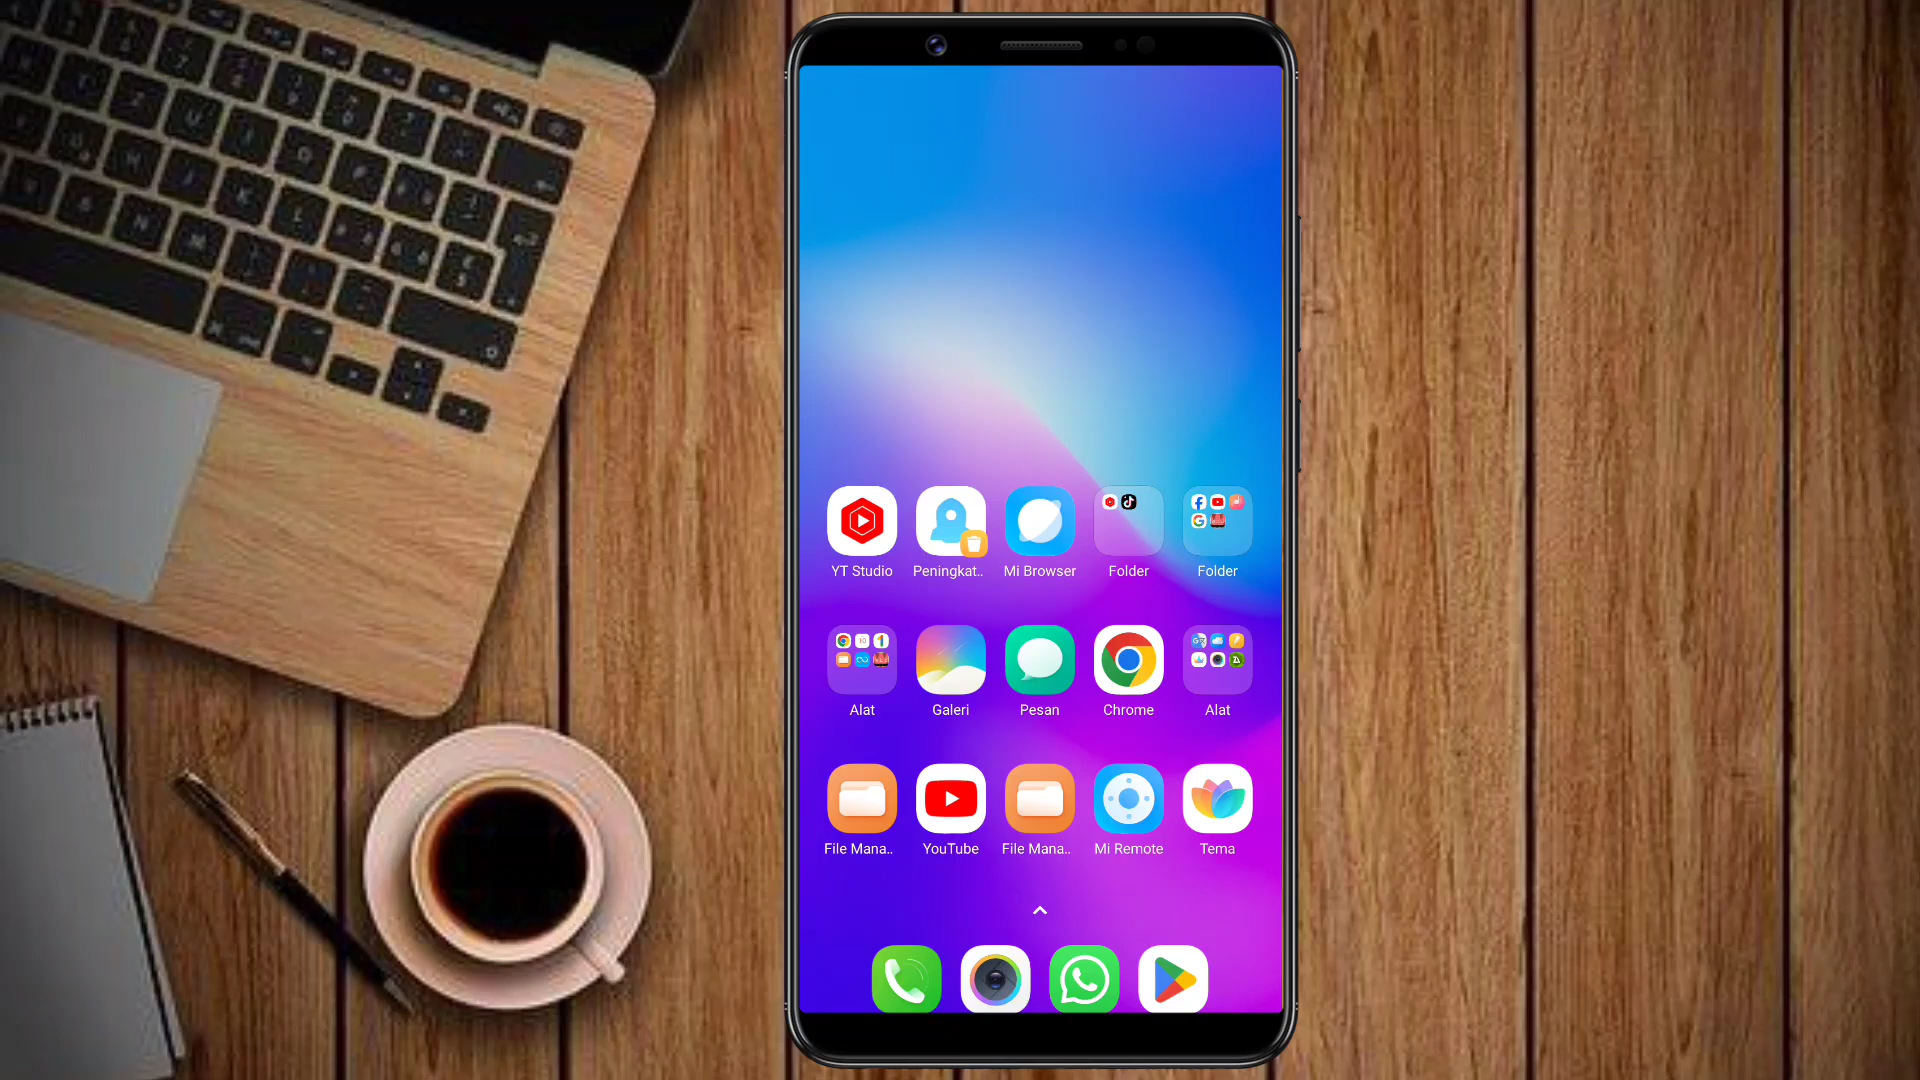 YT Studio
Peningkat..
Mi Browser
Folder
Folder
Alat
Galeri
Pesan
Chrome
Alat
File Mana..
YouTube
File Mana..
Mi Remote
Tema